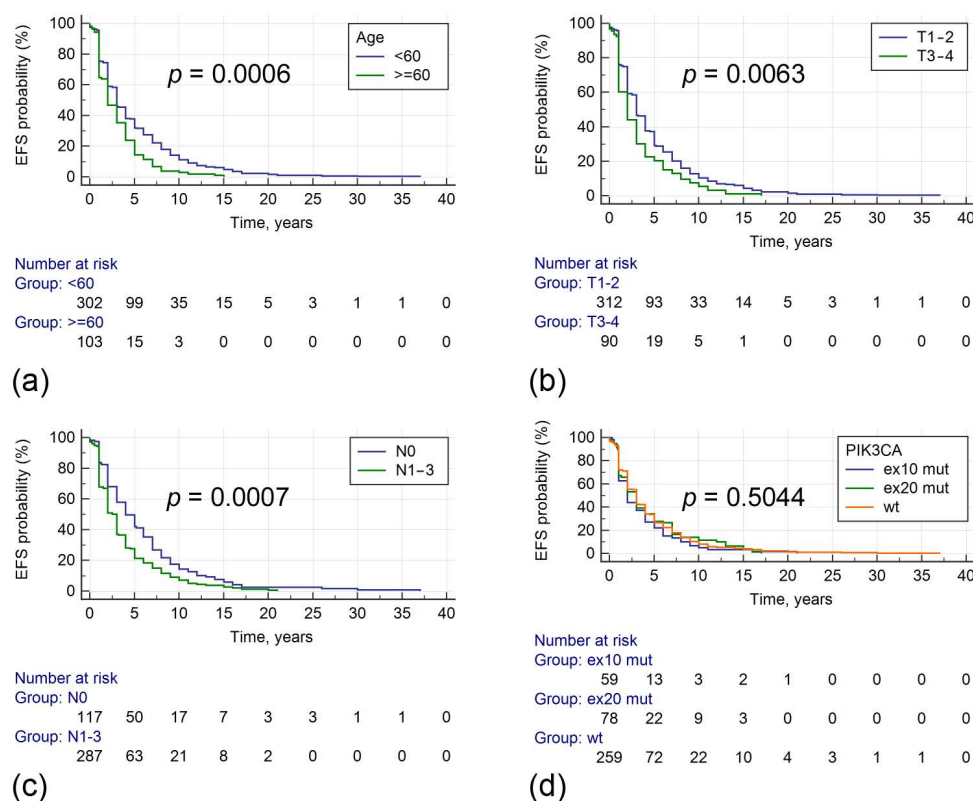 Age
<60
>=60
p = 0.0006
EFS probability (%)
100
80
60
40
20
0
0 5 10 15 20 25 30 35 40
Time, years
Number at risk
Group: <60
302 99 35 15 5 3 1 1 0
Group: >=60
103 15 3 0 0 0 0 0 0
(a)
T1-2
T3-4
p = 0.0063
EFS probability (%)
100
80
60
40
20
0
0 5 10 15 20 25 30 35 40
Time, years
Number at risk
Group: T1-2
312 93 33 14 5 3 1 1 0
Group: T3-4
90 19 5 1 0 0 0 0 0
(b)
N0
N1-3
p = 0.0007
EFS probability (%)
100
80
60
40
20
0
0 5 10 15 20 25 30 35 40
Time, years
Number at risk
Group: N0
117 50 17 7 3 3 1 1 0
Group: N1-3
287 63 21 8 2 0 0 0 0
(c)
PIK3CA
ex10 mut
ex20 mut
wt
p = 0.5044
EFS probability (%)
100
80
60
40
20
0
0 5 10 15 20 25 30 35 40
Time, years
Number at risk
Group: ex10 mut
59 13 3 2 1 0 0 0 0
Group: ex20 mut
78 22 9 3 0 0 0 0 0
Group: wt
259 72 22 10 4 3 1 1 0
(d)